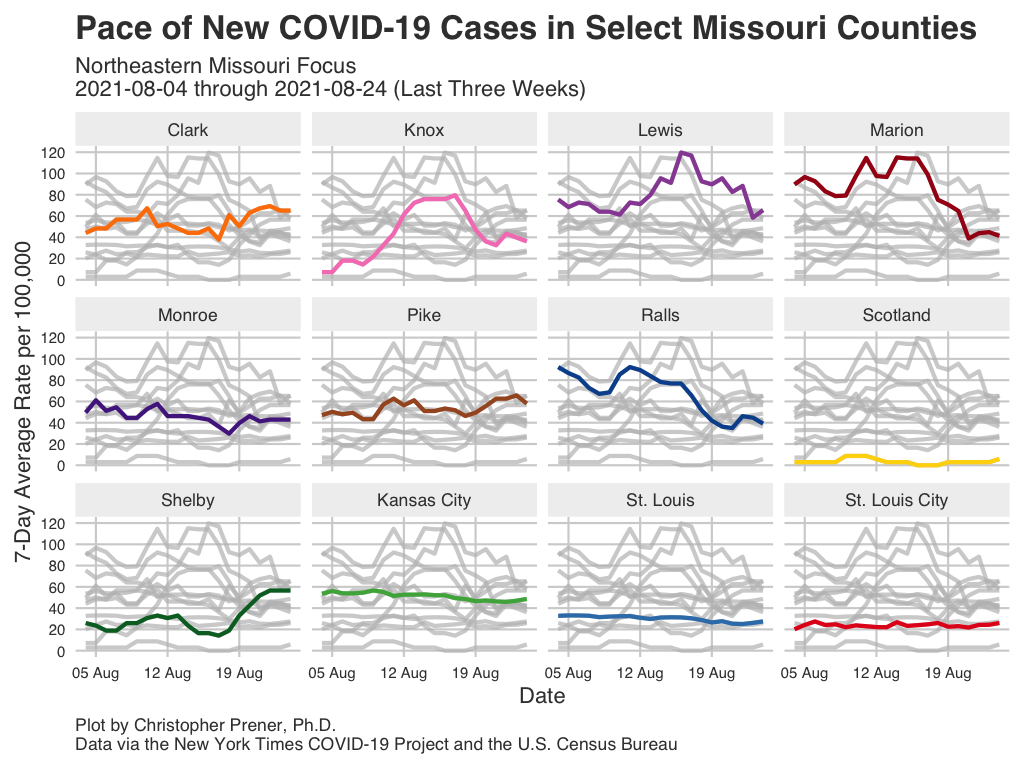 Pace of New COVID-19 Cases in Select Missouri Counties
Northeastern Missouri Focus
2021-08-04 through 2021-08-24 (Last Three Weeks)
Clark Knox Lewis Marion
120
100
80
60
40
20
0
Monroe Pike Ralls Scotland
120
100
80
60
40
20
0
Shelby Kansas City St. Louis St. Louis City
120
100
80
60
40
20
0
7-Day Average Rate per 100,000
05 Aug 12 Aug 19 Aug 05 Aug 12 Aug 19 Aug 05 Aug 12 Aug 19 Aug 05 Aug 12 Aug 19 Aug
Date
Plot by Christopher Prener, Ph.D.
Data via the New York Times COVID-19 Project and the U.S. Census Bureau